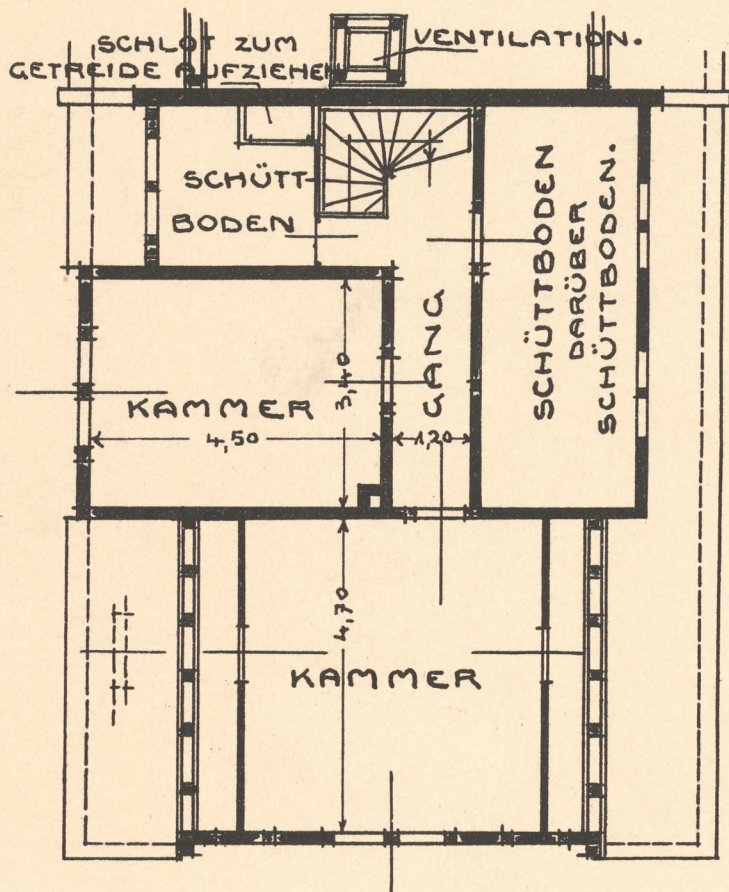 SCHLOT ZUM
GETREIDE AUFZIEHEN
VENTILATION.
SCHÜTT-
BODEN
SCHÜTTBODEN
DARÜBER
SCHÜTTBODEN.
GANG
KAMMER
3,40
4,50
1,20
4,70
KAMMER